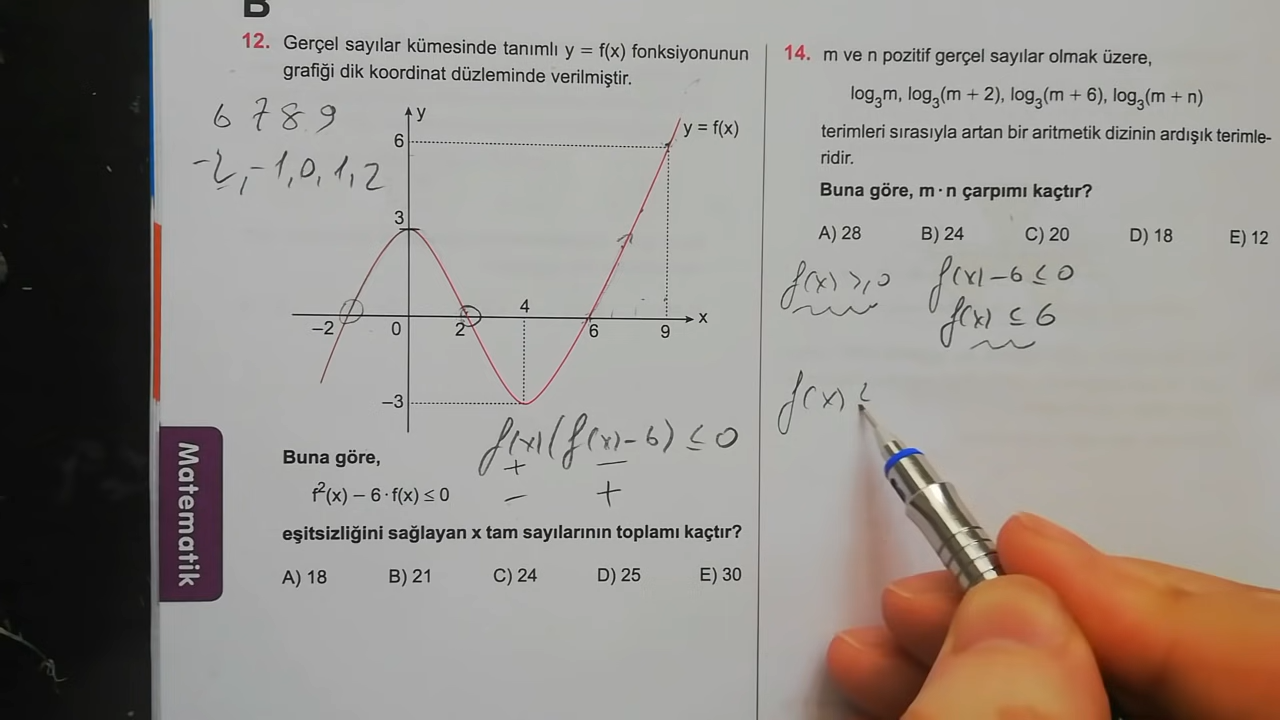 B
12. Gerçel sayılar kümesinde tanımlı y = f(x) fonksiyonunun
grafiği dik koordinat düzleminde verilmiştir.
6 7 8 9
-2, -1, 0, 1, 2
y
6
y = f(x)
3
4
x
-2
0
2
6
9
-3
f(x)(f(x)-6) ≤ 0
+ -
- +
Buna göre,
f²(x) – 6·f(x) ≤ 0
eşitsizliğini sağlayan x tam sayılarının toplamı kaçtır?
A) 18 B) 21 C) 24 D) 25 E) 30
Matematik
14. m ve n pozitif gerçel sayılar olmak üzere,
log₃m, log₃(m + 2), log₃(m + 6), log₃(m + n)
terimleri sırasıyla artan bir aritmetik dizinin ardışık terimle-
ridir.
Buna göre, m·n çarpımı kaçtır?
A) 28 B) 24 C) 20 D) 18 E) 12
f(x) ≥ 0 f(x)-6 ≤ 0
f(x) ≤ 6
f(x)